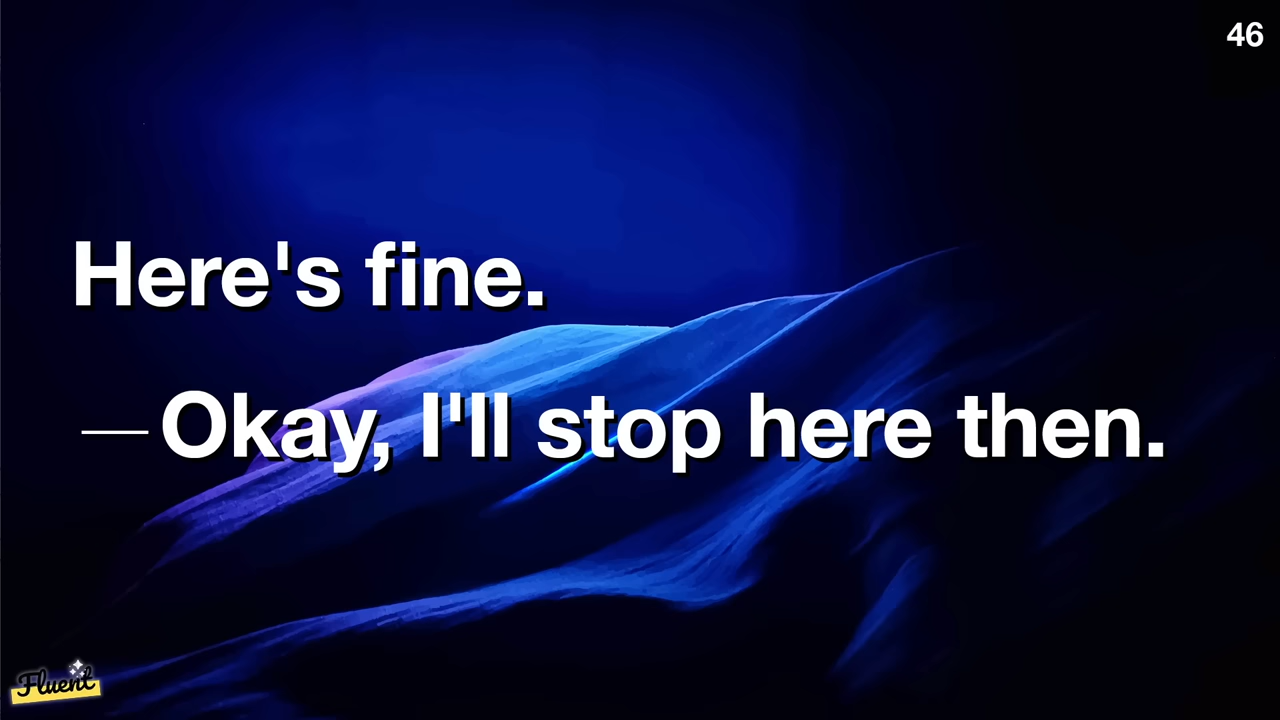 46
Here's fine.
— Okay, I'll stop here then.
Fluent